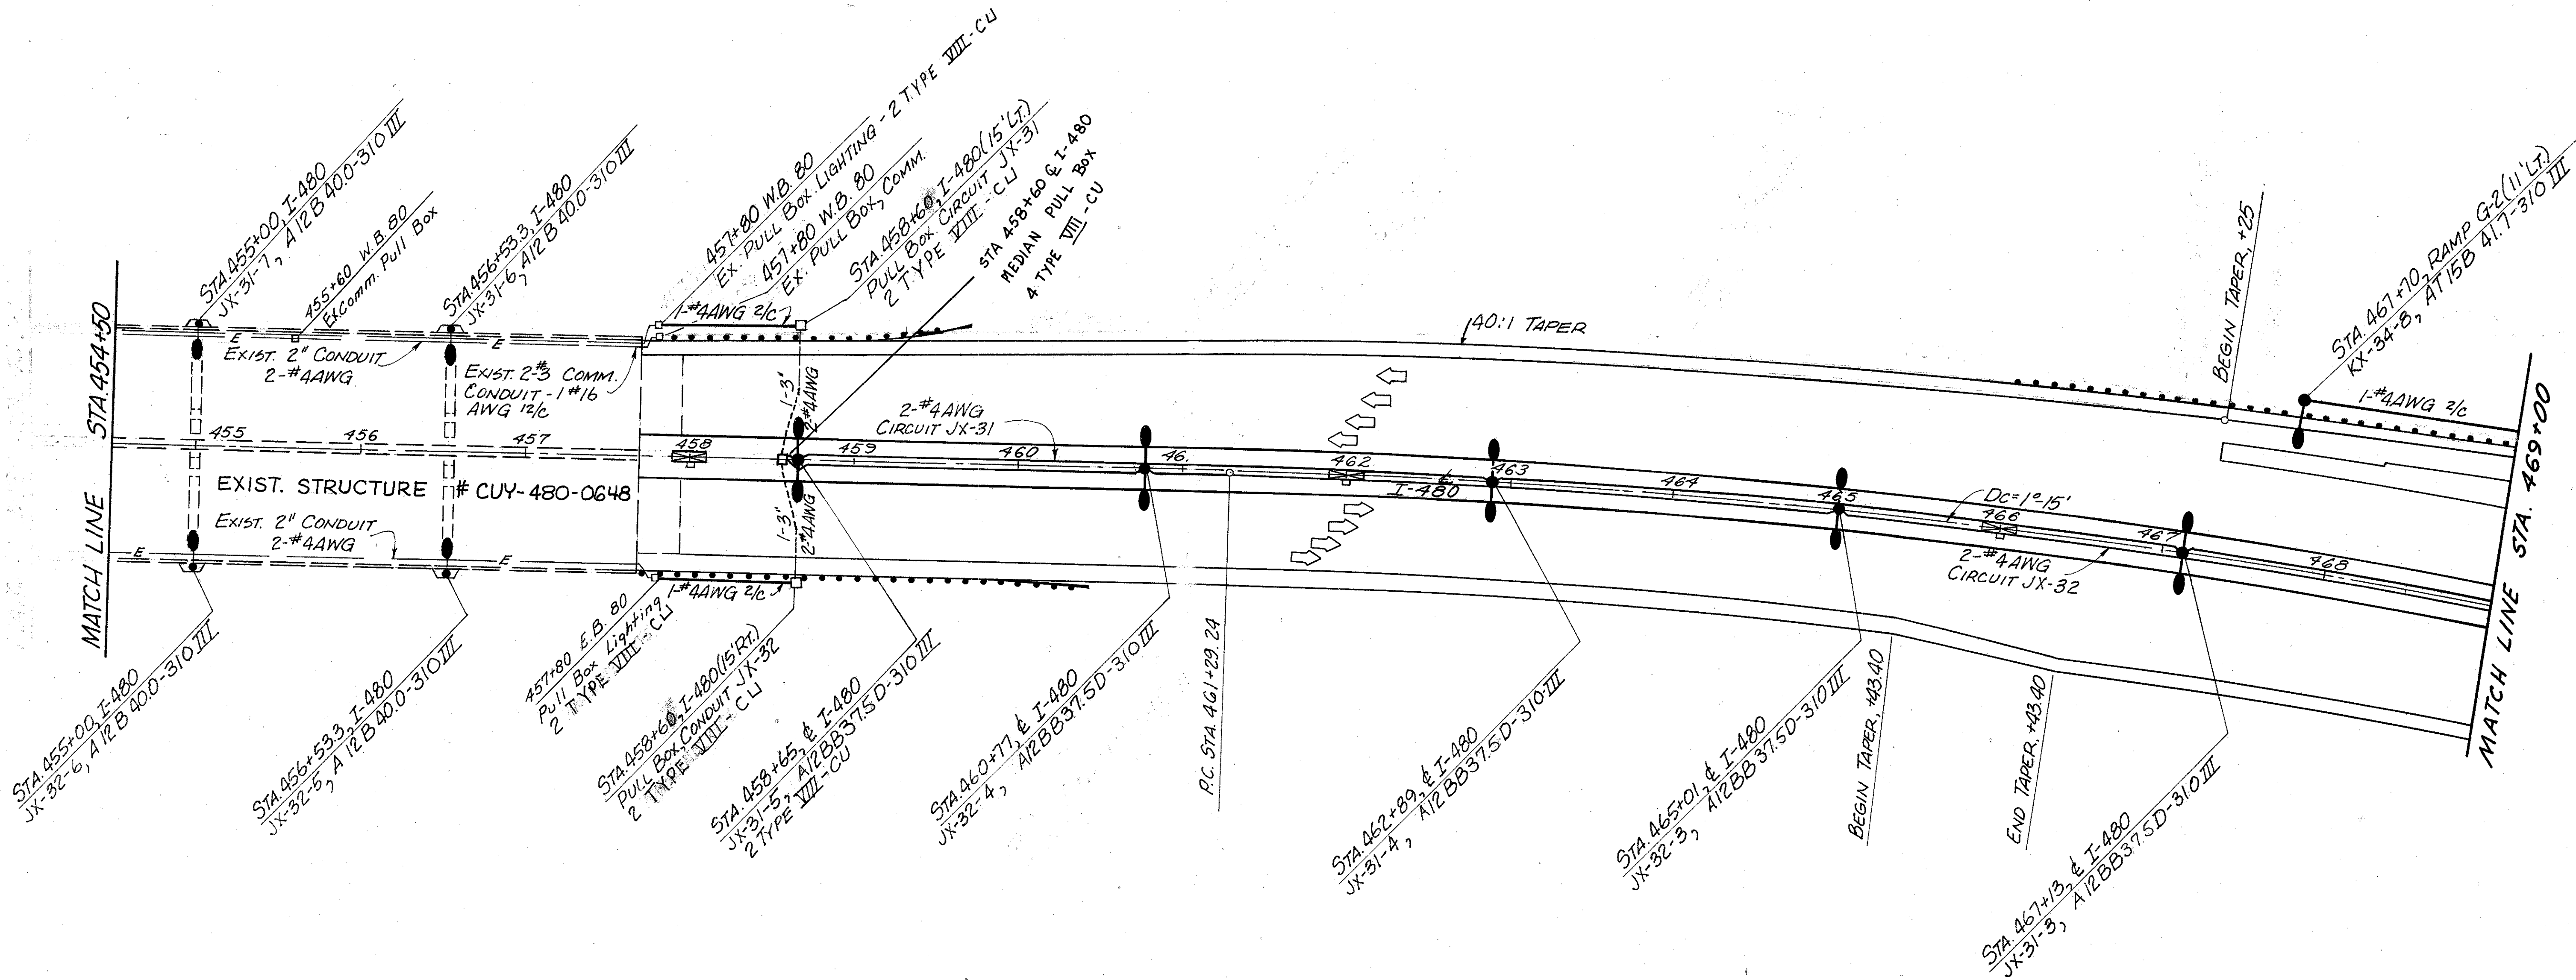 MATCH LINE STA. 454+50
STA. 455+00, I-480
JX-31-7, A12B 40.0-310 III
455+60 W.B. 80
Ex. Comm. Pull Box
STA. 456+53.3, I-480
JX-31-6, A12B 40.0-310 III
457+80 W.B. 80
EX. PULL BOX LIGHTING - 2 TYPE VIII-CU
457+80 W.B. 80
EX. PULL BOX, COMM.
STA. 458+60, I-480 (15' LT.)
PULL BOX, CIRCUIT JX-31
2 TYPE VIII-CU
STA 458+60 ℄ I-480
MEDIAN PULL BOX
4 TYPE VIII-CU
1-#4AWG 2/C
40:1 TAPER
BEGIN TAPER, +25
STA. 467+70, RAMP G-2 (11' LT.)
KX-34-8, AT15B 41.7-310 III
1-#4AWG 2/C
MATCH LINE STA. 469+00
E
E
EXIST. 2" CONDUIT
2-#4AWG
EXIST. 2-#3 COMM.
CONDUIT - 1 #16
AWG 12/C
1-3"
2-#4AWG
2-#4AWG
CIRCUIT JX-31
455
456
457
458
459
460
46.
462
℄
I-480
463
464
465
DC=1°-15'
466
467
468
EXIST. STRUCTURE # CUY-480-0648
EXIST. 2" CONDUIT
2-#4AWG
E
E
1-3"
2-#4AWG
1-#4AWG 2/C
2-#4AWG
CIRCUIT JX-32
STA. 455+00, I-480
JX-32-6, A12B 40.0-310 III
STA. 456+53.3, I-480
JX-32-5, A12B 40.0-310 III
457+80 E.B. 80
Pull Box Lighting
2 TYPE VIII-CU
STA. 458+60, I-480 (15' RT.)
PULL BOX, CONDUIT JX-32
2 TYPE VIII-CU
STA. 458+65, ℄ I-480
JX-31-5, A12BB37.5D-310 III
2 TYPE VIII-CU
STA. 460+77, ℄ I-480
JX-32-4, A12BB37.5D-310 III
P.C. STA. 461+29.24
STA. 462+89, ℄ I-480
JX-31-4, A12BB37.5D-310-III
STA. 465+01, ℄ I-480
JX-32-3, A12BB37.5D-310 III
BEGIN TAPER, +43.40
END TAPER, +43.40
STA. 467+13, ℄ I-480
JX-31-3, A12BB37.5D-310 III